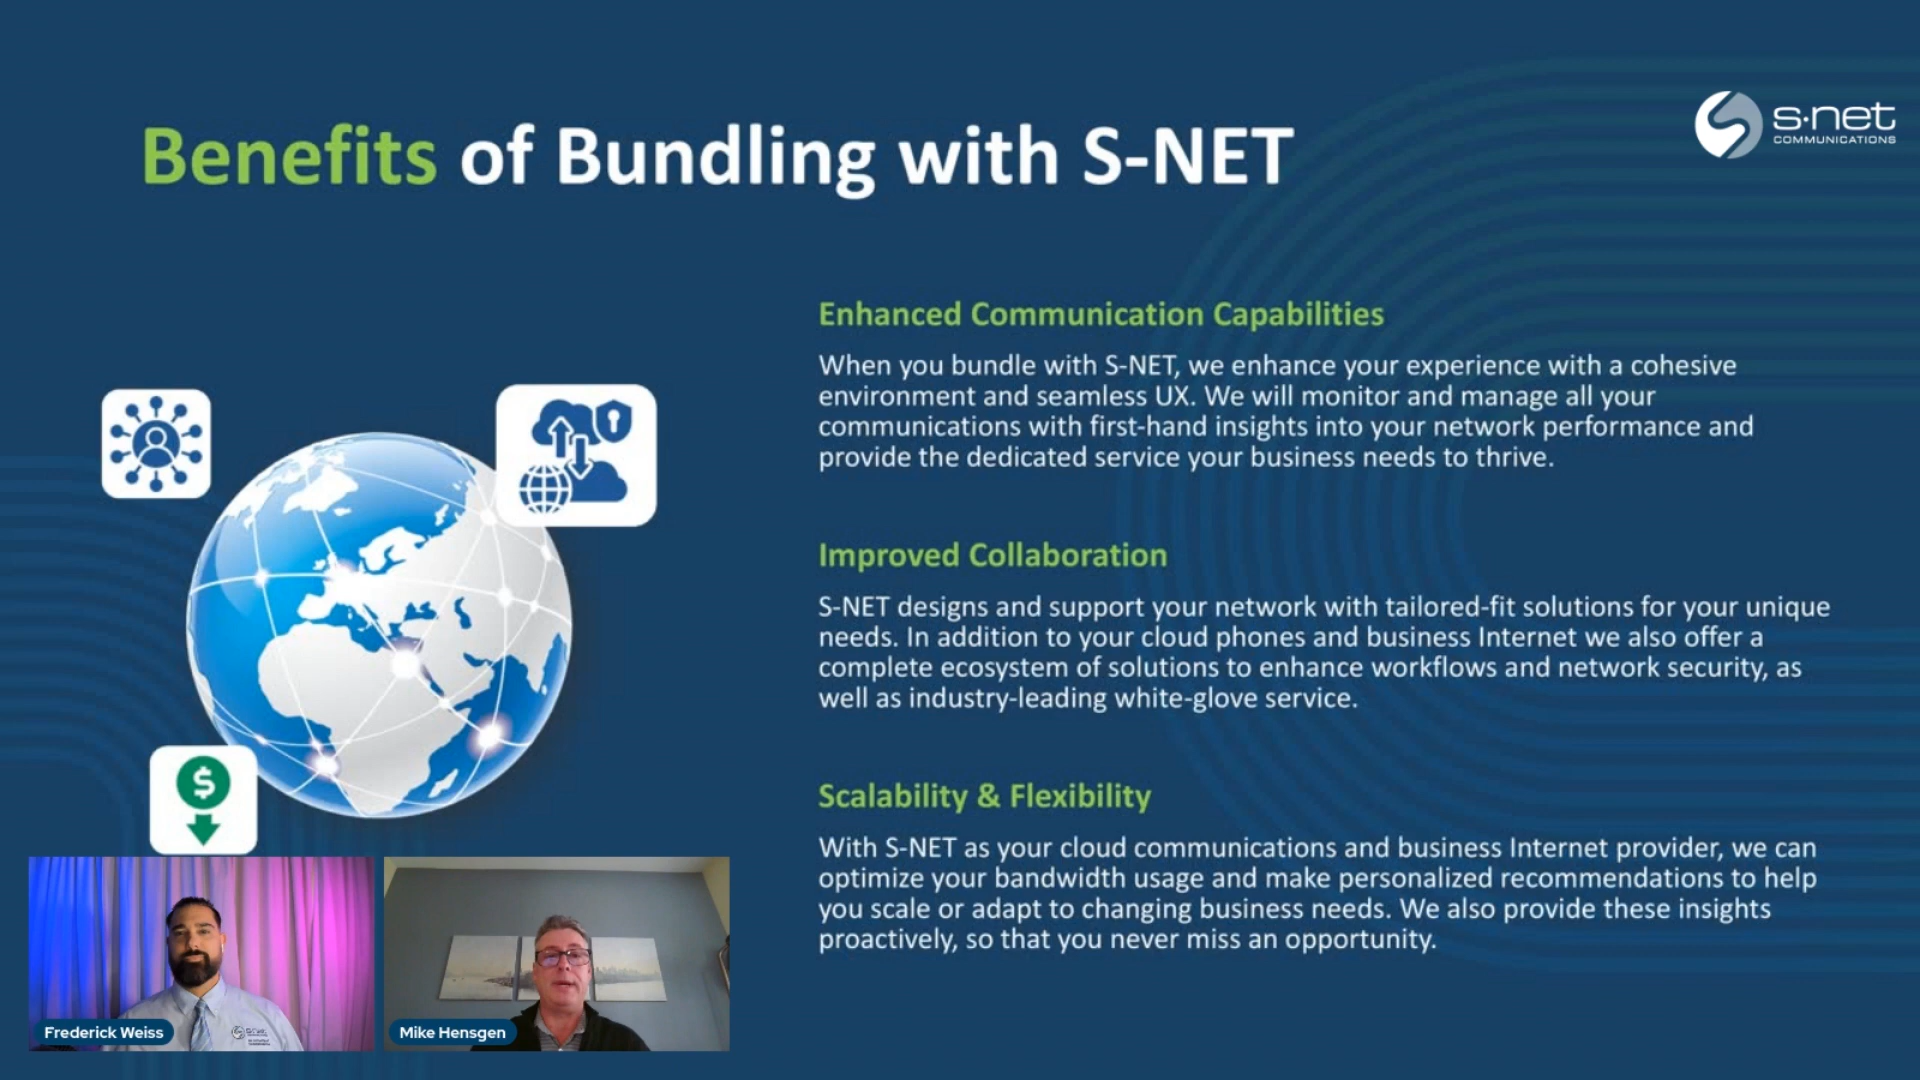 Benefits of Bundling with S-NET
s·net
COMMUNICATIONS
Enhanced Communication Capabilities
When you bundle with S-NET, we enhance your experience with a cohesive
environment and seamless UX. We will monitor and manage all your
communications with first-hand insights into your network performance and
provide the dedicated service your business needs to thrive.
Improved Collaboration
S-NET designs and support your network with tailored-fit solutions for your unique
needs. In addition to your cloud phones and business Internet we also offer a
complete ecosystem of solutions to enhance workflows and network security, as
well as industry-leading white-glove service.
Scalability & Flexibility
With S-NET as your cloud communications and business Internet provider, we can
optimize your bandwidth usage and make personalized recommendations to help
you scale or adapt to changing business needs. We also provide these insights
proactively, so that you never miss an opportunity.
$
Frederick Weiss
Mike Hensgen